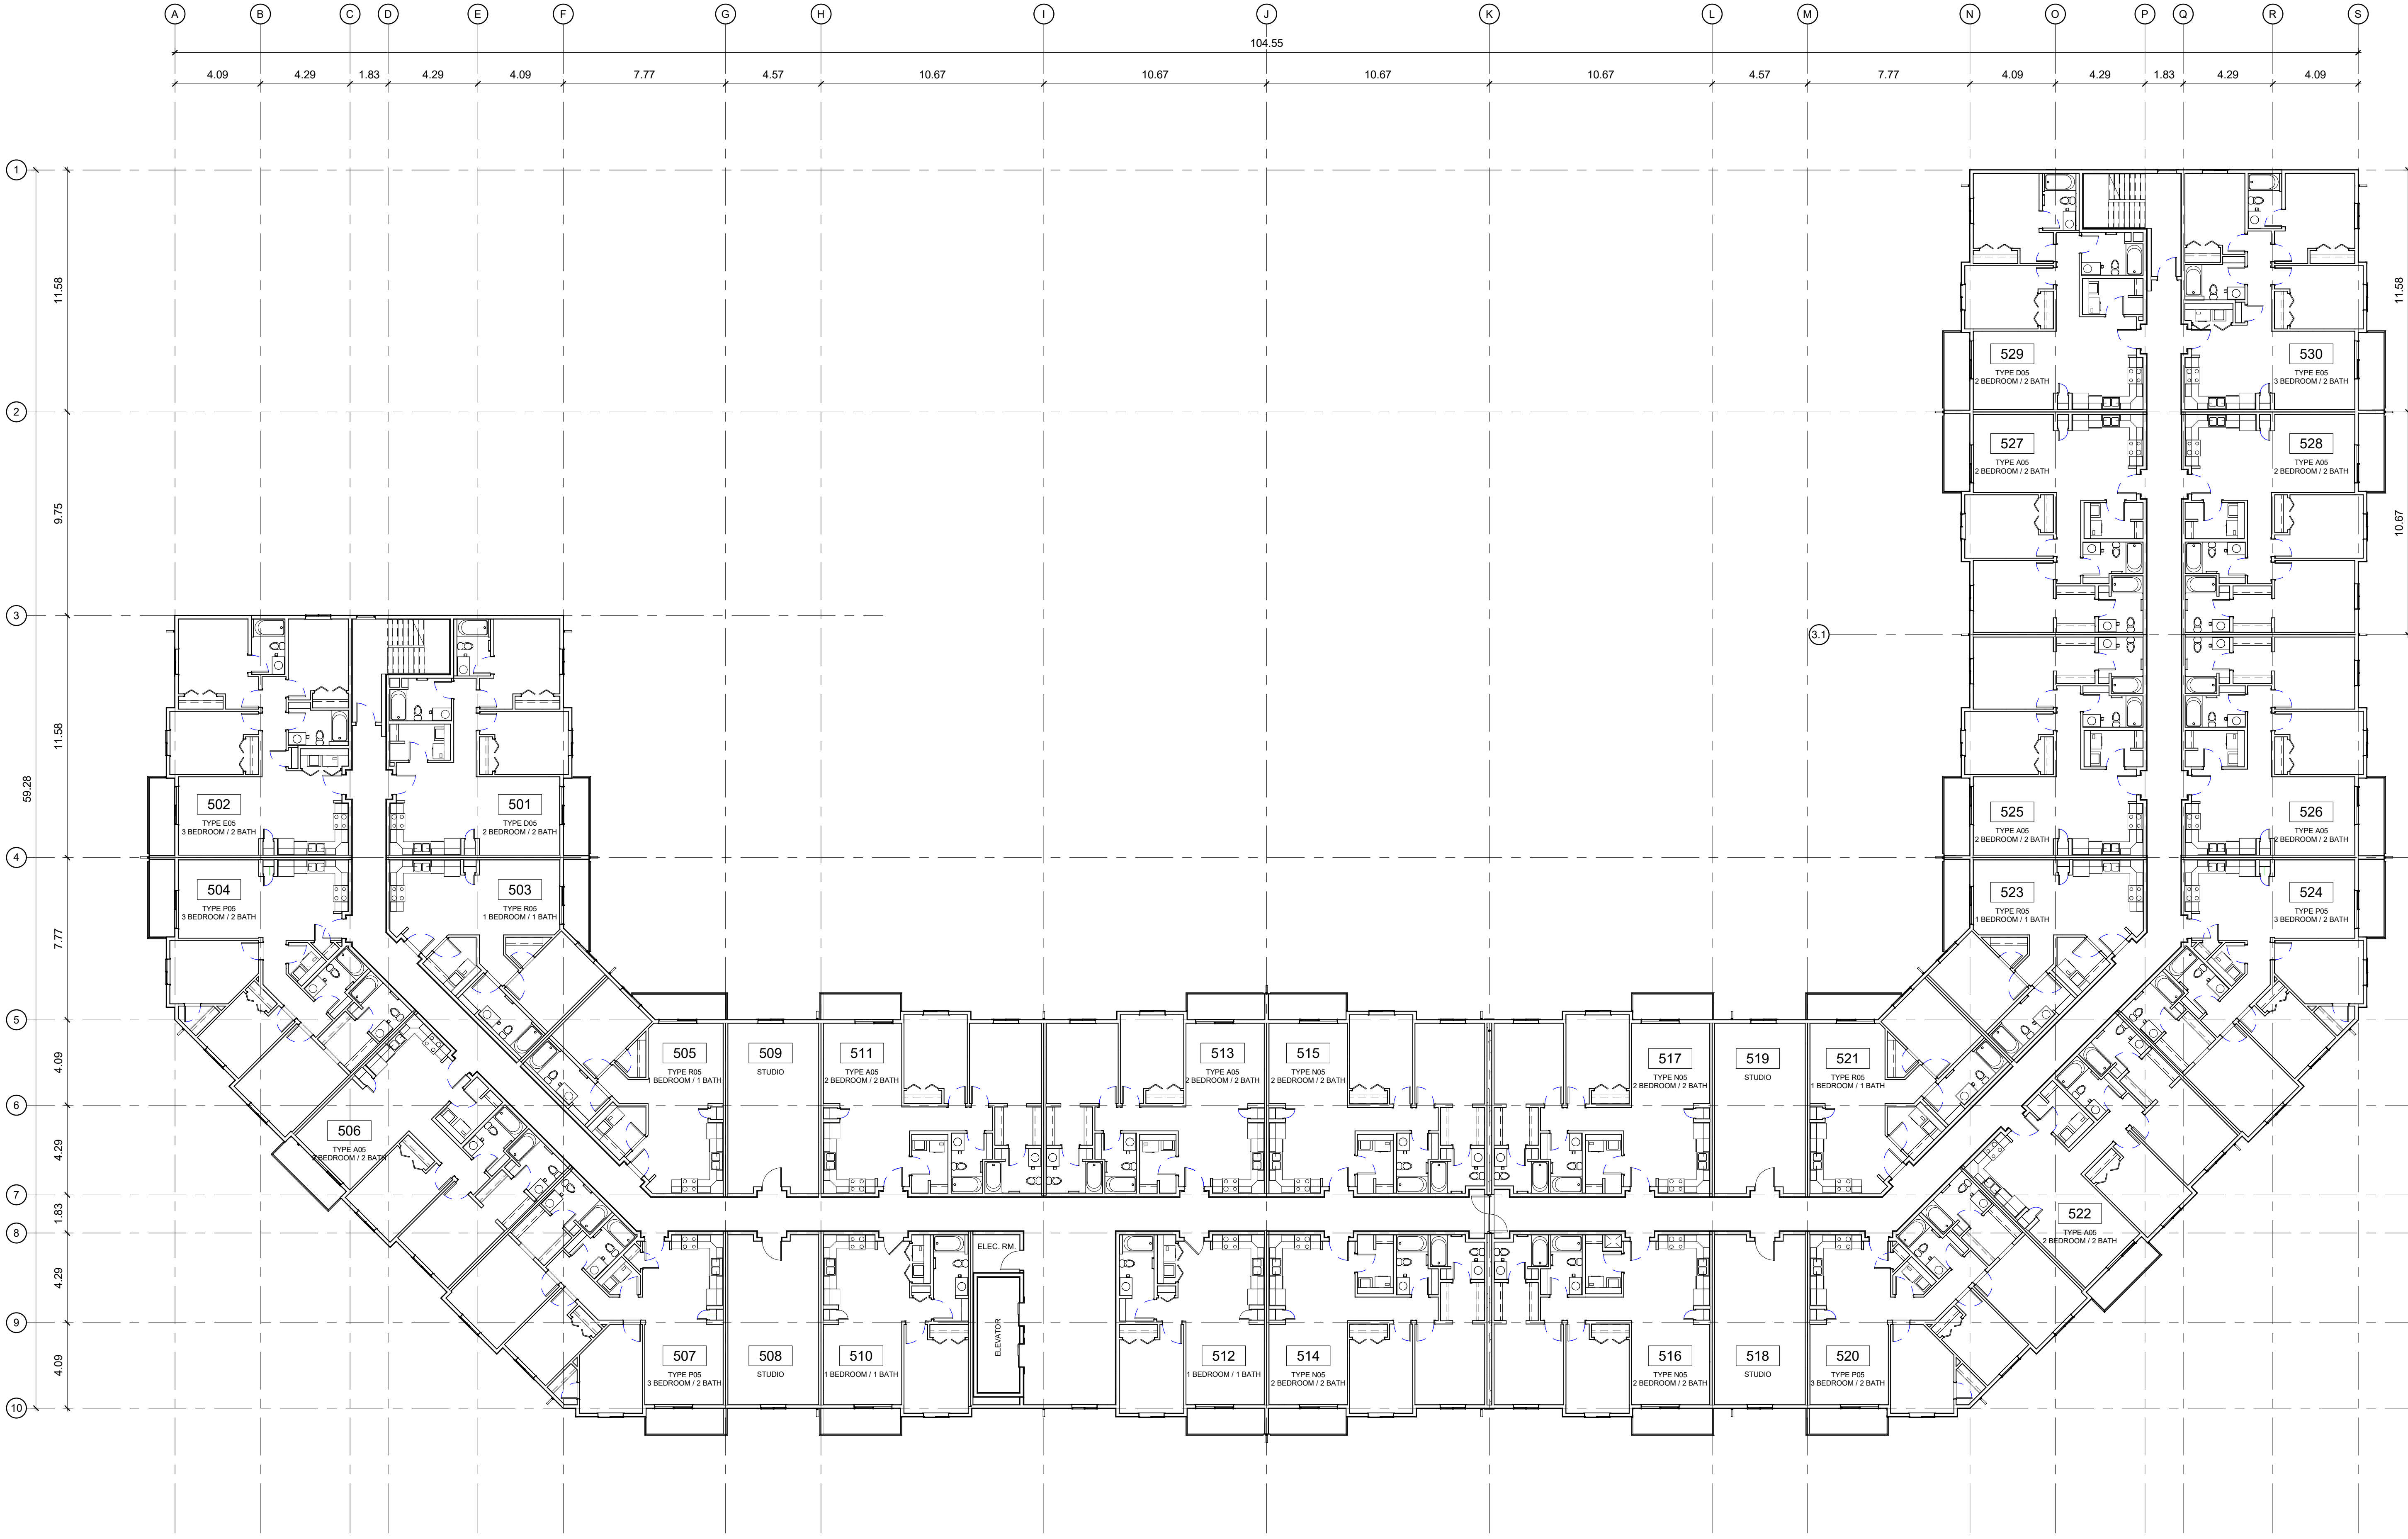 A B C D E F G H I J K L M N O P Q R S
104.55
4.09 4.29 1.83 4.29 4.09 7.77 4.57 10.67 10.67 10.67 10.67 4.57 7.77 4.09 4.29 1.83 4.29 4.09
1
2
3
3.1
4
5
6
7
8
9
10
59.28
11.58
9.75
11.58
7.77
4.09
4.29
1.83
4.29
4.09
11.58
10.67
529
TYPE D05
2 BEDROOM / 2 BATH
530
TYPE E05
3 BEDROOM / 2 BATH
527
TYPE A05
2 BEDROOM / 2 BATH
528
TYPE A05
2 BEDROOM / 2 BATH
502
TYPE E05
3 BEDROOM / 2 BATH
501
TYPE D05
2 BEDROOM / 2 BATH
525
TYPE A05
2 BEDROOM / 2 BATH
526
TYPE A05
2 BEDROOM / 2 BATH
504
TYPE P05
3 BEDROOM / 2 BATH
503
TYPE R05
1 BEDROOM / 1 BATH
523
TYPE R05
1 BEDROOM / 1 BATH
524
TYPE P05
3 BEDROOM / 2 BATH
505
TYPE R05
1 BEDROOM / 1 BATH
509
STUDIO
511
TYPE A05
2 BEDROOM / 2 BATH
513
TYPE A05
2 BEDROOM / 2 BATH
515
TYPE N05
2 BEDROOM / 2 BATH
517
TYPE N05
2 BEDROOM / 2 BATH
519
STUDIO
521
TYPE R05
1 BEDROOM / 1 BATH
506
TYPE A05
2 BEDROOM / 2 BATH
522
TYPE A05
2 BEDROOM / 2 BATH
ELEC. RM.
ELEVATOR
507
TYPE P05
3 BEDROOM / 2 BATH
508
STUDIO
510
1 BEDROOM / 1 BATH
512
1 BEDROOM / 1 BATH
514
TYPE N05
2 BEDROOM / 2 BATH
516
TYPE N05
2 BEDROOM / 2 BATH
518
STUDIO
520
TYPE P05
3 BEDROOM / 2 BATH